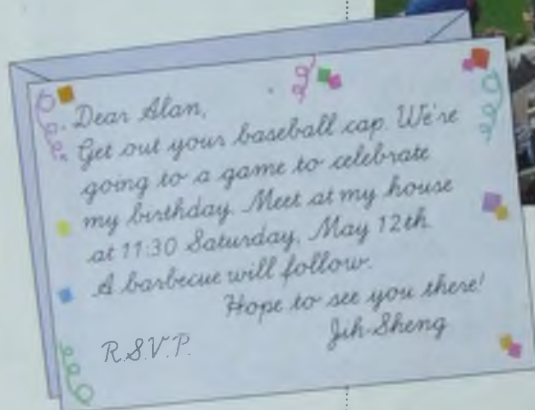 Dear Alan,
Get out your baseball cap. We're
going to a game to celebrate
my birthday. Meet at my house
at 11:30 Saturday, May 12th.
A barbecue will follow.
Hope to see you there!
Jih-Sheng
R.S.V.P.